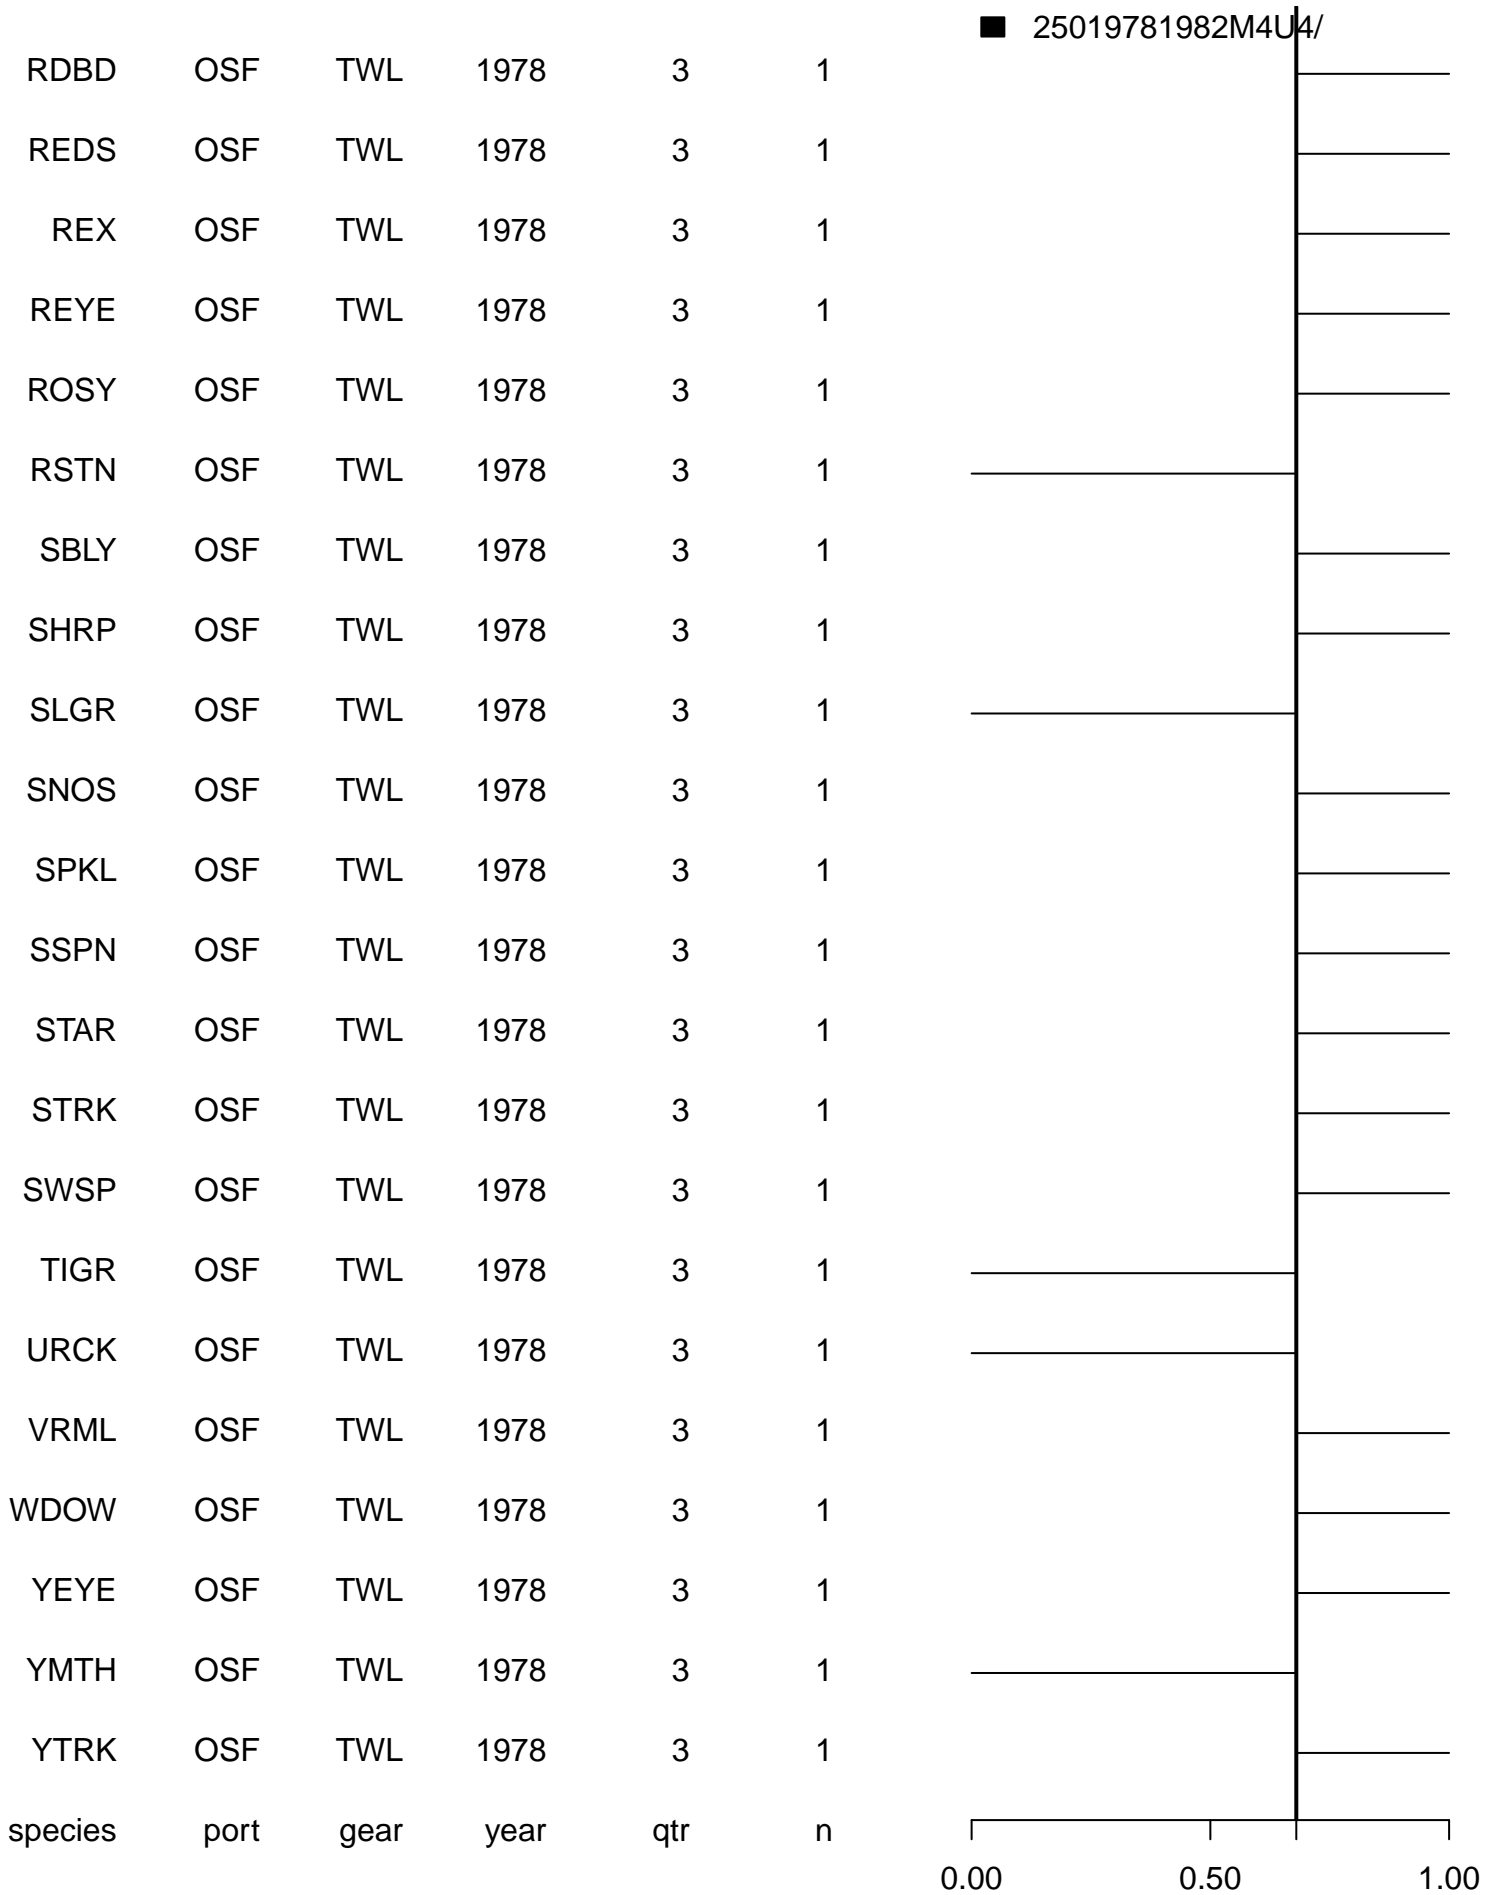 25019781982M4U4/
RDBD OSF TWL 1978 3 1
REDS OSF TWL 1978 3 1
REX OSF TWL 1978 3 1
REYE OSF TWL 1978 3 1
ROSY OSF TWL 1978 3 1
RSTN OSF TWL 1978 3 1
SBLY OSF TWL 1978 3 1
SHRP OSF TWL 1978 3 1
SLGR OSF TWL 1978 3 1
SNOS OSF TWL 1978 3 1
SPKL OSF TWL 1978 3 1
SSPN OSF TWL 1978 3 1
STAR OSF TWL 1978 3 1
STRK OSF TWL 1978 3 1
SWSP OSF TWL 1978 3 1
TIGR OSF TWL 1978 3 1
URCK OSF TWL 1978 3 1
VRML OSF TWL 1978 3 1
WDOW OSF TWL 1978 3 1
YEYE OSF TWL 1978 3 1
YMTH OSF TWL 1978 3 1
YTRK OSF TWL 1978 3 1
species port gear year qtr n
0.00 0.50 1.00